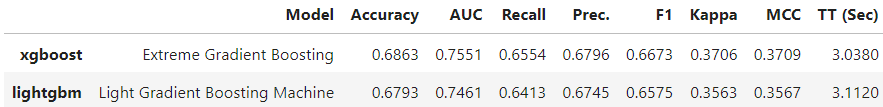 Model Accuracy AUC Recall Prec. F1 Kappa MCC TT (Sec)
xgboost Extreme Gradient Boosting 0.6863 0.7551 0.6554 0.6796 0.6673 0.3706 0.3709 3.0380
lightgbm Light Gradient Boosting Machine 0.6793 0.7461 0.6413 0.6745 0.6575 0.3563 0.3567 3.1120